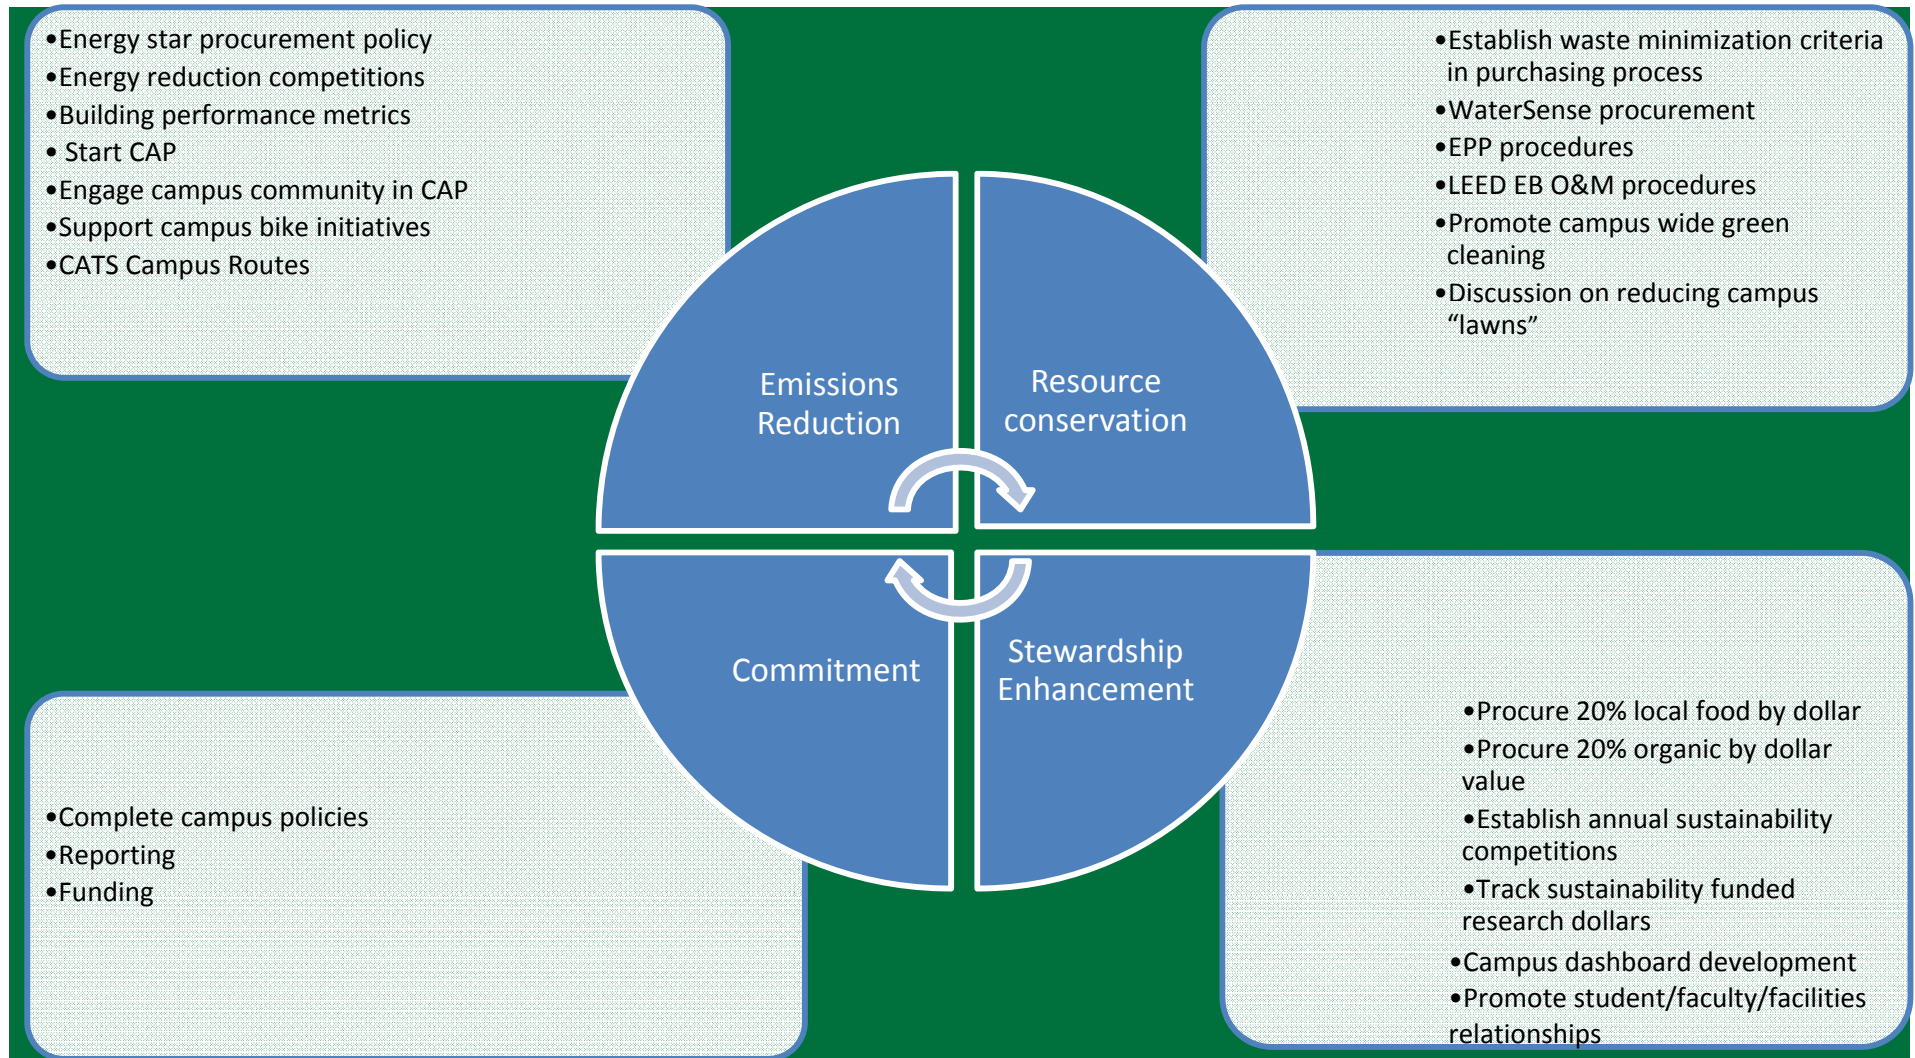 •Energy star procurement policy
•Energy reduction competitions
•Building performance metrics
• Start CAP
•Engage campus community in CAP
•Support campus bike initiatives
•CATS Campus Routes
•Establish waste minimization criteria
in purchasing process
•WaterSense procurement
•EPP procedures
•LEED EB O&M procedures
•Promote campus wide green
cleaning
•Discussion on reducing campus
“lawns”
Emissions
Reduction
Resource
conservation
Commitment
Stewardship
Enhancement
•Complete campus policies
•Reporting
•Funding
•Procure 20% local food by dollar
•Procure 20% organic by dollar
value
•Establish annual sustainability
competitions
•Track sustainability funded
research dollars
•Campus dashboard development
•Promote student/faculty/facilities
relationships